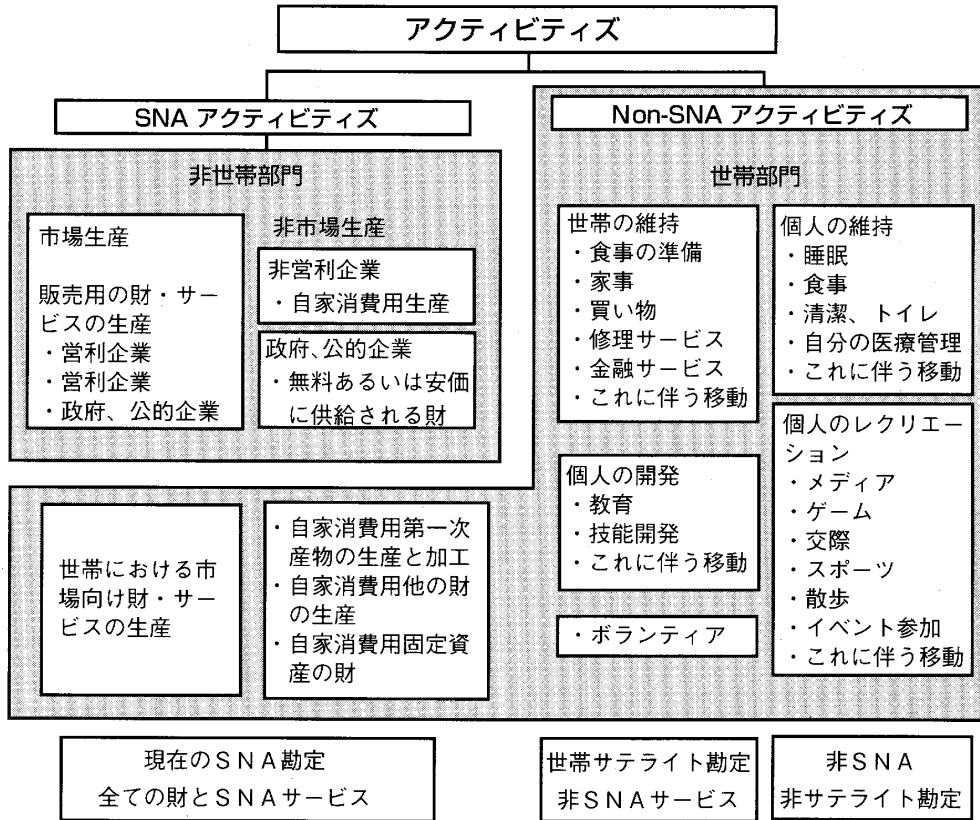 アクティビティズ
SNA アクティビティズ
Non-SNA アクティビティズ
非世帯部門
市場生産
販売用の財・サー
ビスの生産
・営利企業
・営利企業
・政府、公的企業
非市場生産
非営利企業
・自家消費用生産
政府、公的企業
・無料あるいは安価
に供給される財
世帯部門
世帯の維持
・食事の準備
・家事
・買い物
・修理サービス
・金融サービス
・これに伴う移動
個人の維持
・睡眠
・食事
・清潔、トイレ
・自分の医療管理
・これに伴う移動
個人の開発
・教育
・技能開発
・これに伴う移動
・ボランティア
個人のレクリエー
ション
・メディア
・ゲーム
・交際
・スポーツ
・散歩
・イベント参加
・これに伴う移動
世帯における市
場向け財・サー
ビスの生産
・自家消費用第一次
産物の生産と加工
・自家消費用他の財
の生産
・自家消費用固定資
産の財
現在のSNA勘定
全ての財とSNAサービス
世帯サテライト勘定
非SNAサービス
非SNA
非サテライト勘定